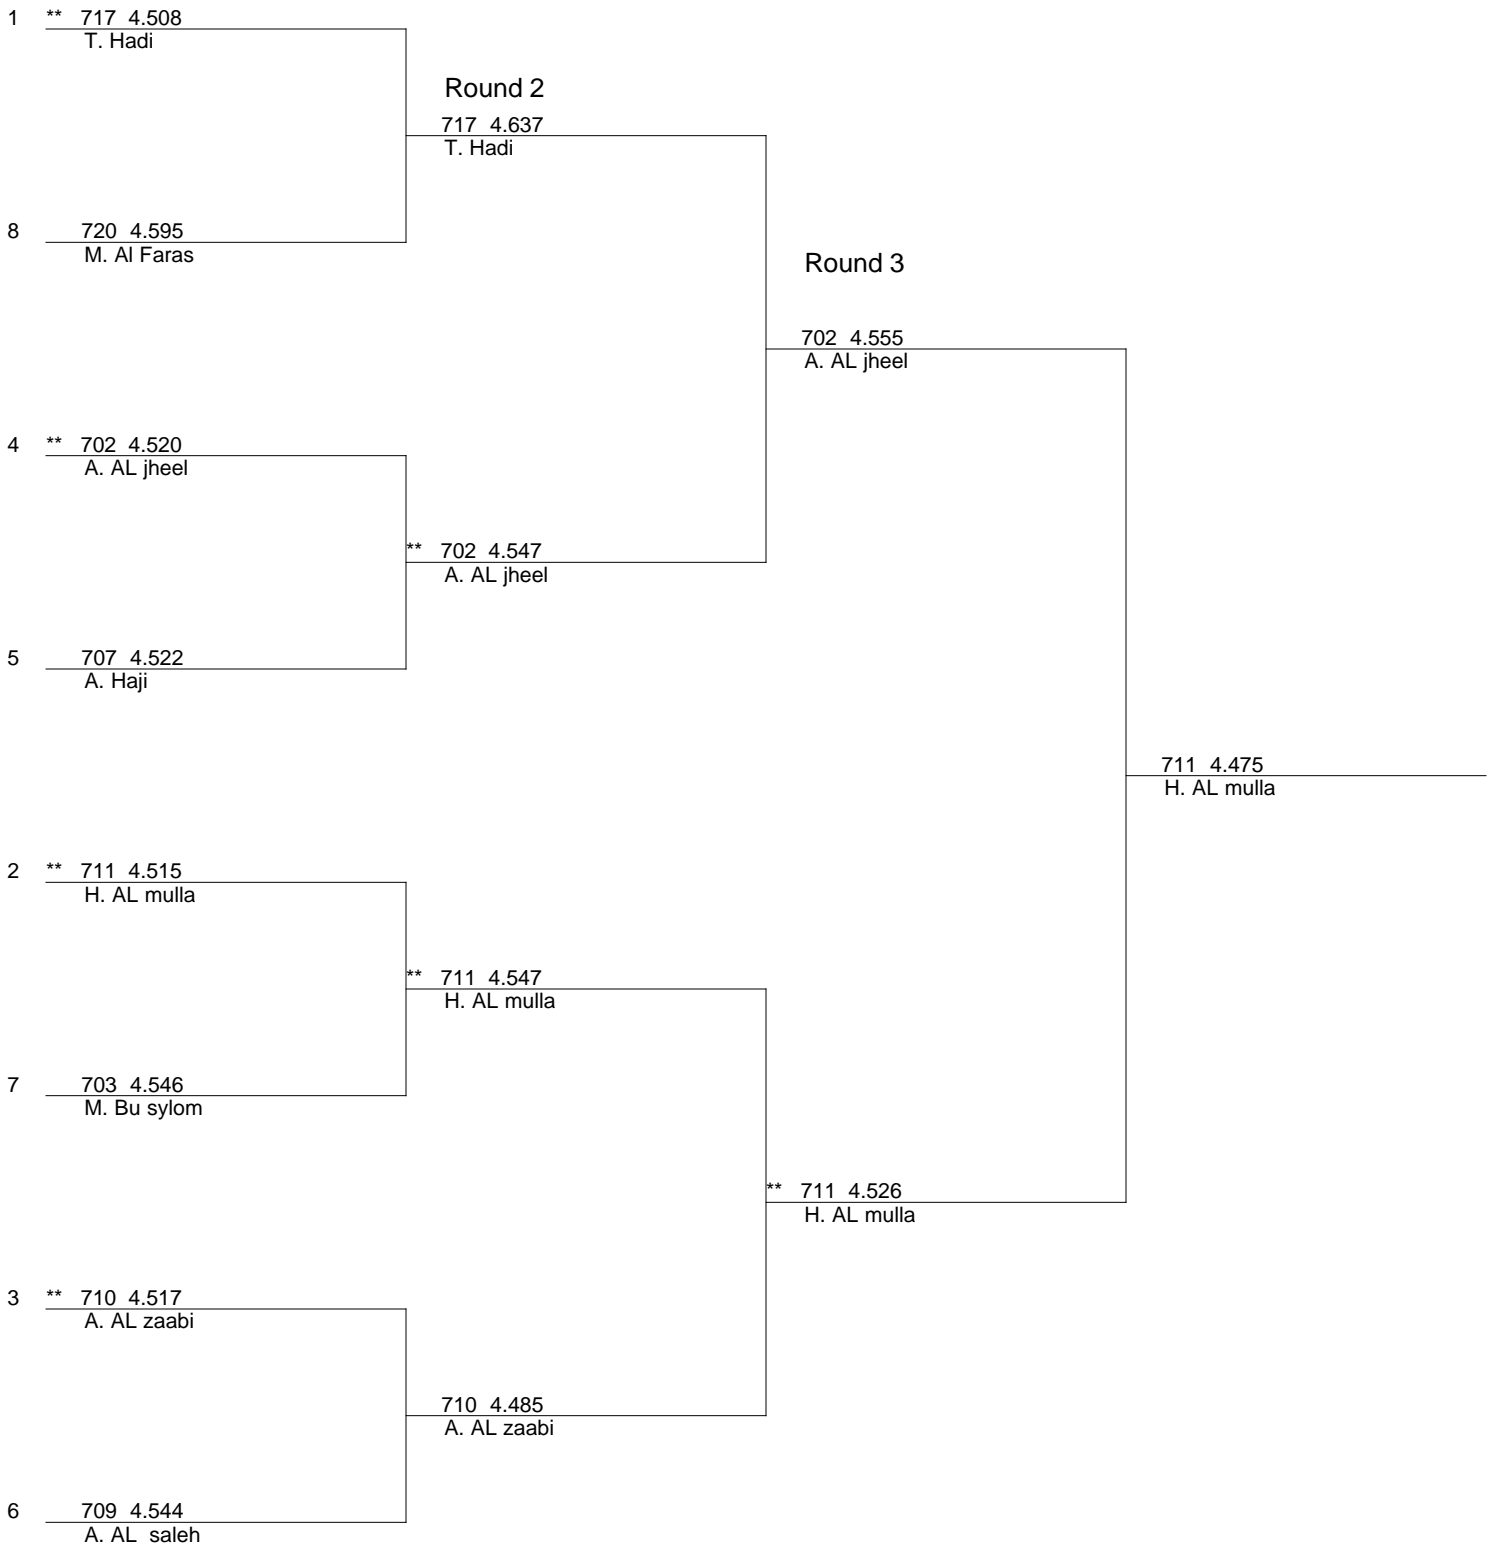 1 ** 717 4.508
T. Hadi
Round 2
717 4.637
T. Hadi
8 720 4.595
M. Al Faras
Round 3
702 4.555
A. AL jheel
4 ** 702 4.520
A. AL jheel
** 702 4.547
A. AL jheel
5 707 4.522
A. Haji
711 4.475
H. AL mulla
2 ** 711 4.515
H. AL mulla
** 711 4.547
H. AL mulla
7 703 4.546
M. Bu sylom
** 711 4.526
H. AL mulla
3 ** 710 4.517
A. AL zaabi
710 4.485
A. AL zaabi
6 709 4.544
A. AL saleh